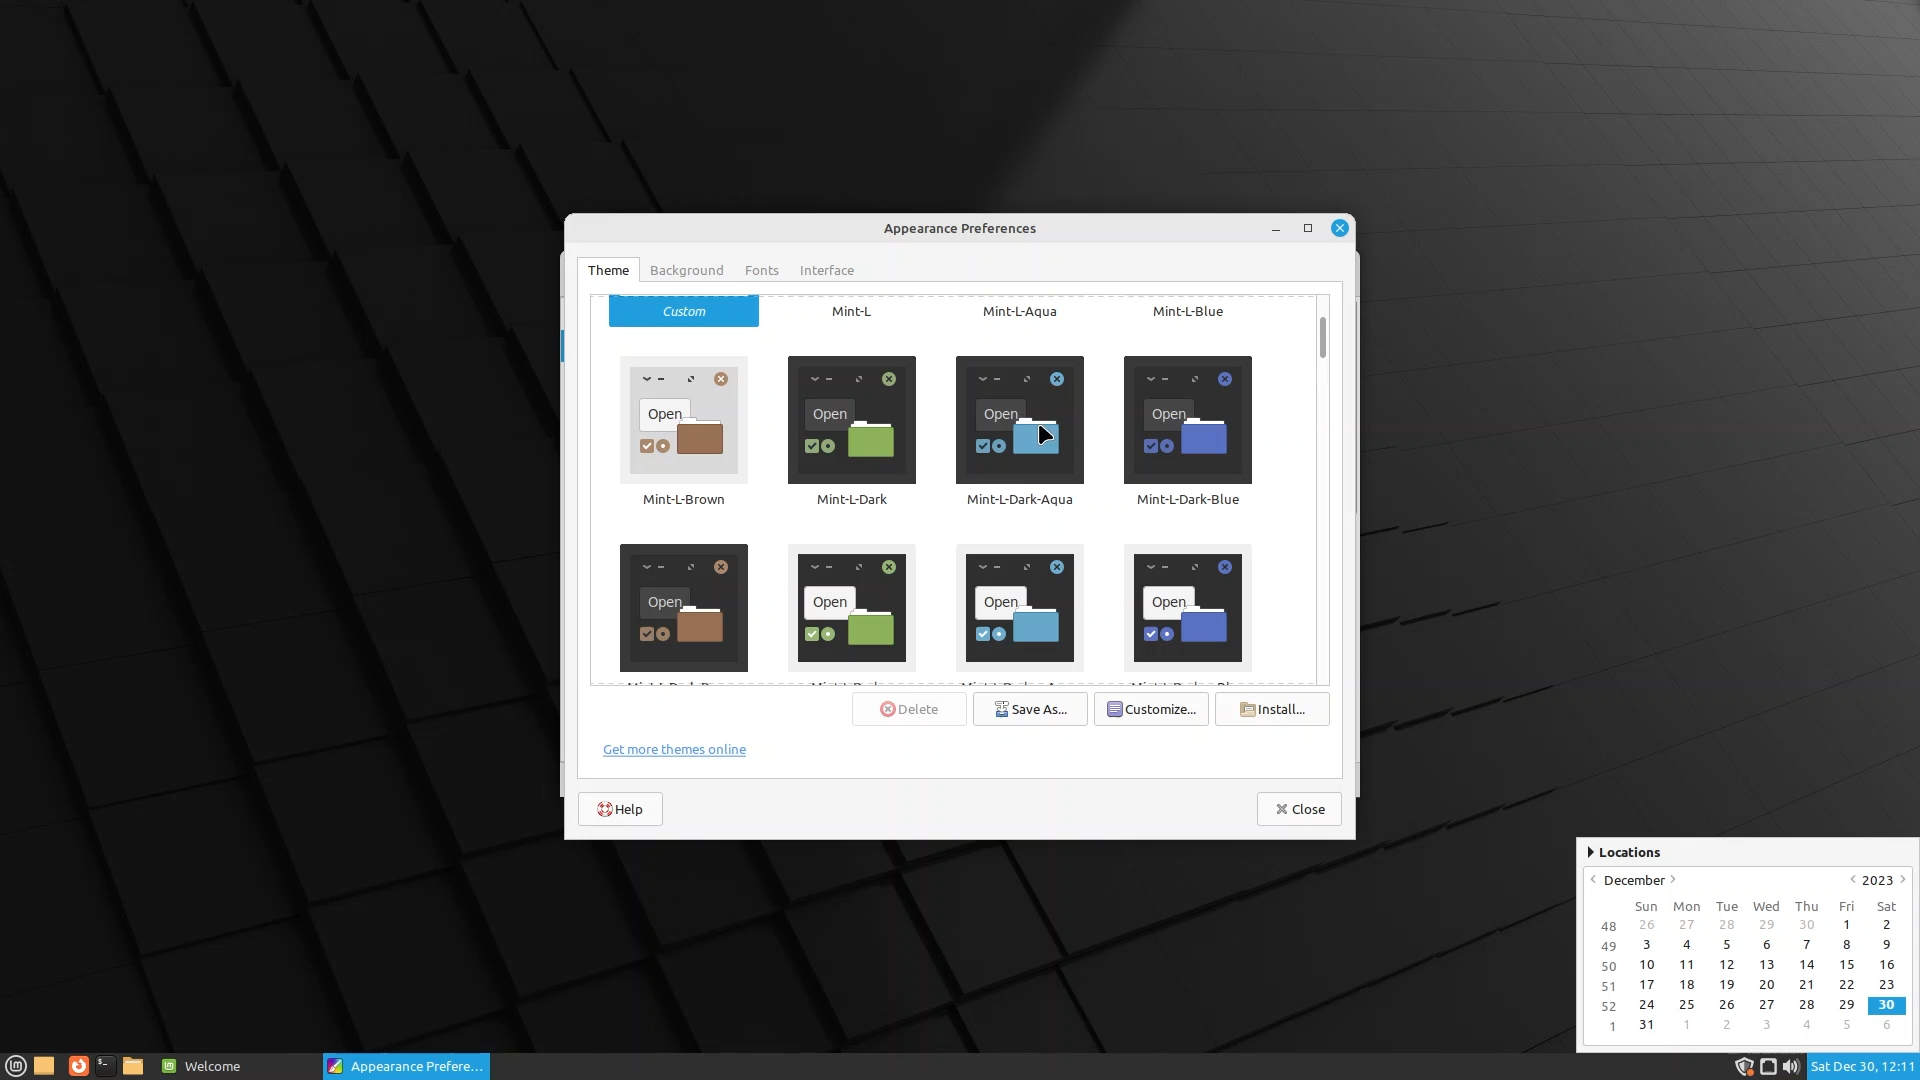 Appearance Preferences
Theme Background Fonts Interface
Custom Mint-L Mint-L-Aqua Mint-L-Blue
Open Open Open Open
Mint-L-Brown Mint-L-Dark Mint-L-Dark-Aqua Mint-L-Dark-Blue
Open Open Open Open
Delete Save As... Customize... Install...
Get more themes online
Help Close
Locations
December 2023
Sun Mon Tue Wed Thu Fri Sat
48 26 27 28 29 30 1 2
49 3 4 5 6 7 8 9
50 10 11 12 13 14 15 16
51 17 18 19 20 21 22 23
52 24 25 26 27 28 29 30
1 31 1 2 3 4 5 6
Welcome Appearance Prefere... Sat Dec 30, 12:11